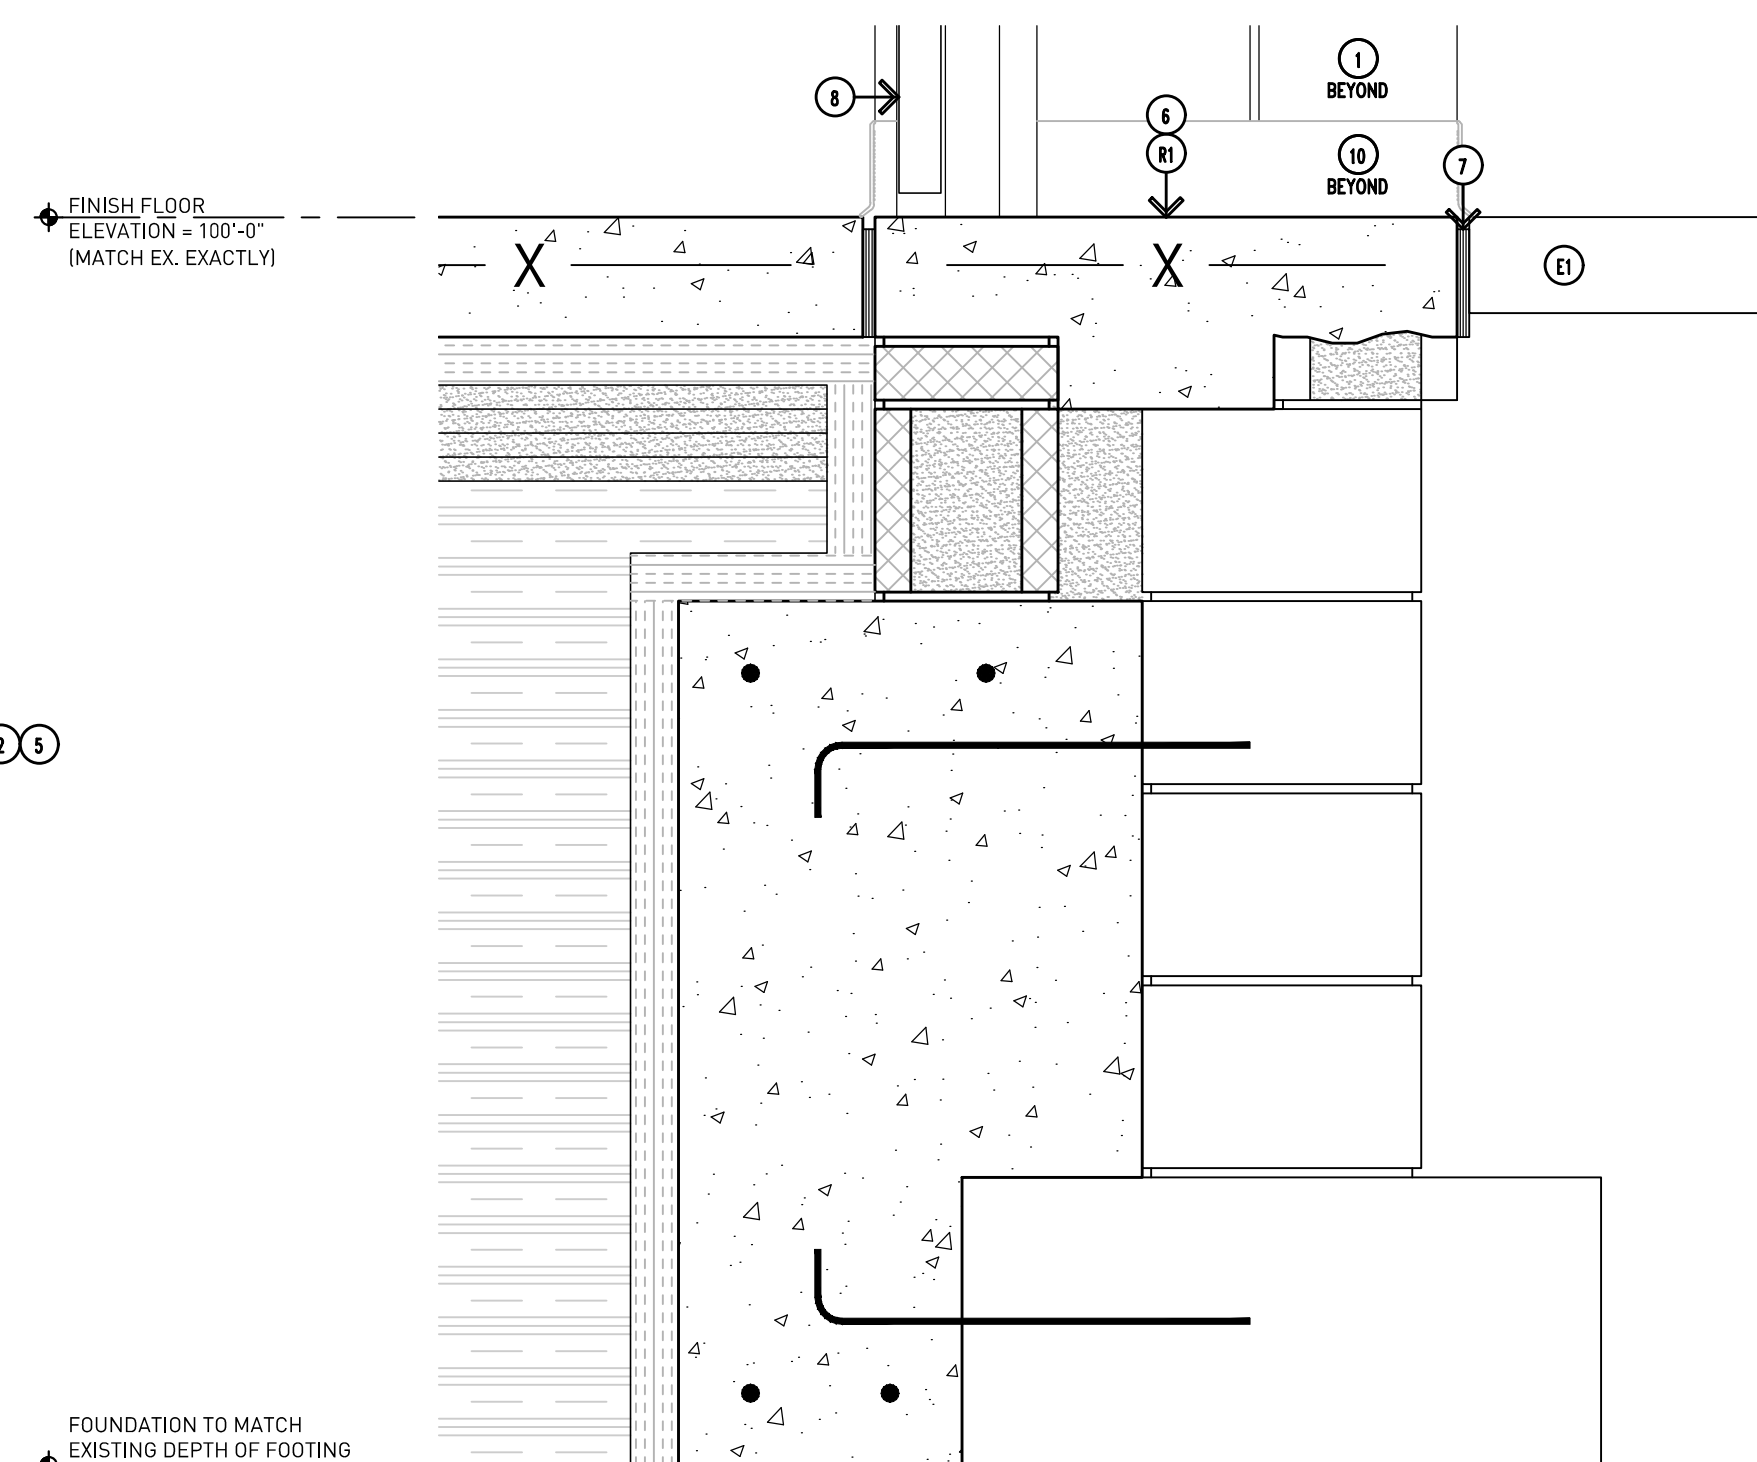 1
BEYOND
8
6
R1
10
BEYOND
7
FINISH FLOOR
ELEVATION = 100'-0"
(MATCH EX. EXACTLY)
X
X
E1
2 5
FOUNDATION TO MATCH
EXISTING DEPTH OF FOOTING